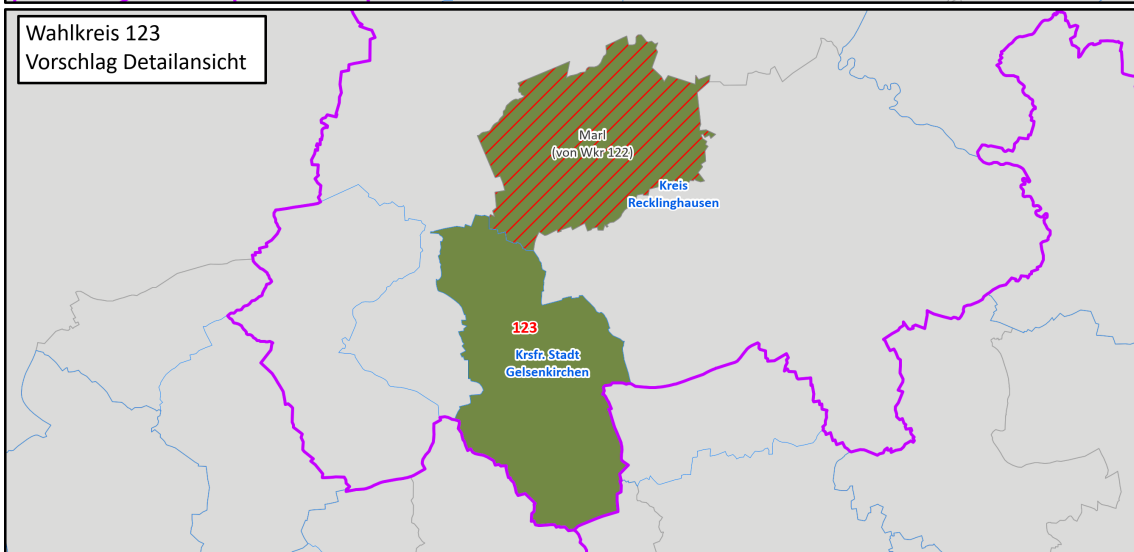 Wahlkreis 123
Vorschlag Detailansicht
Marl
(von Wkr 122)
Kreis
Recklinghausen
123
Krsfr. Stadt
Gelsenkirchen